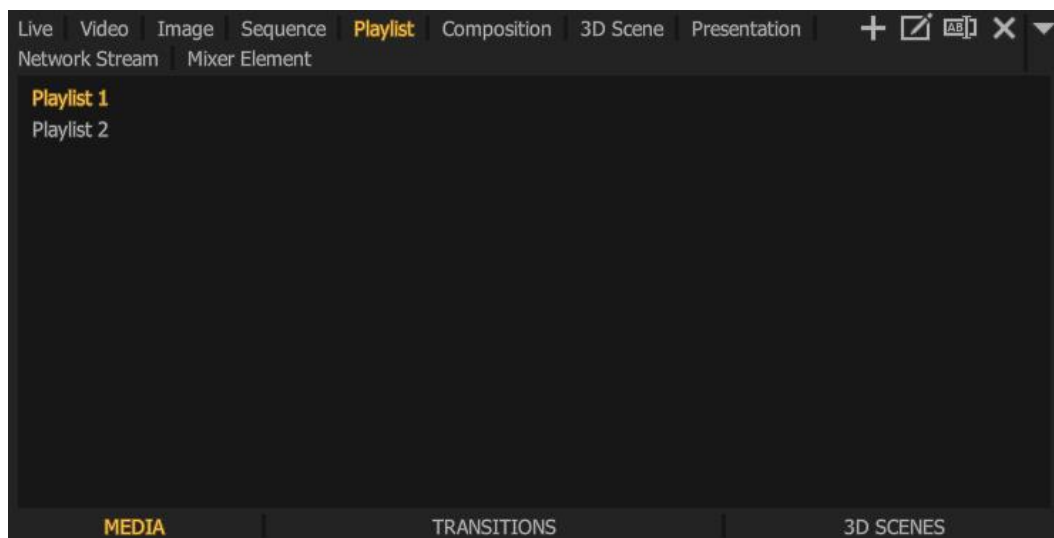 Live Video Image Sequence Playlist Composition 3D Scene Presentation AB
Network Stream Mixer Element
Playlist 1
Playlist 2
MEDIA TRANSITIONS 3D SCENES